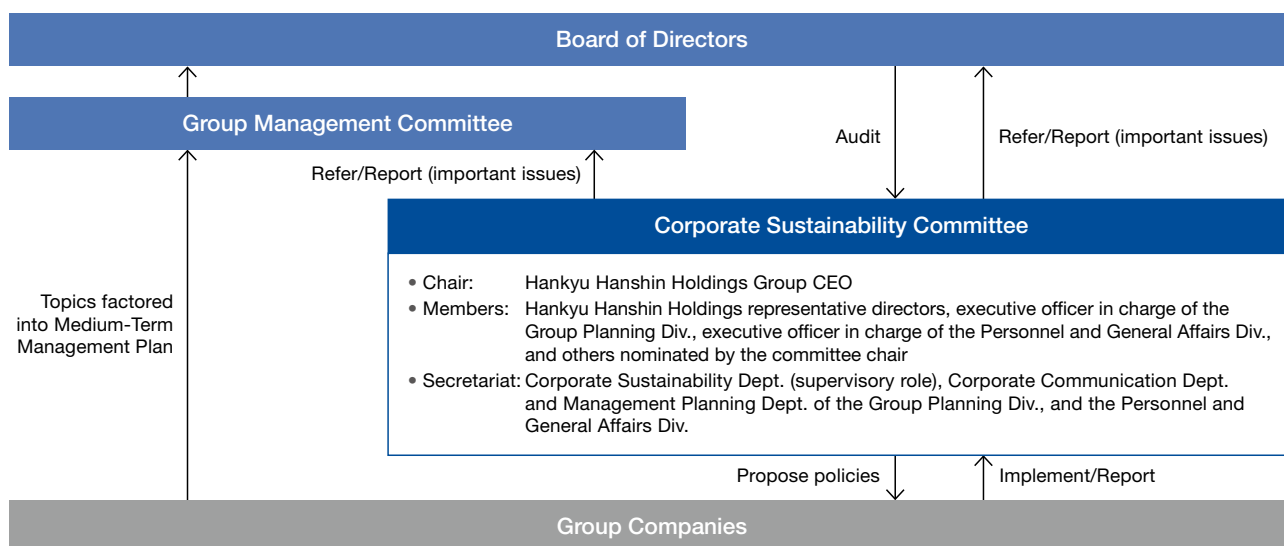 Board of Directors
Group Management Committee
Audit
Refer/Report (important issues)
Refer/Report (important issues)
Corporate Sustainability Committee
• Chair: Hankyu Hanshin Holdings Group CEO
• Members: Hankyu Hanshin Holdings representative directors, executive officer in charge of the
Group Planning Div., executive officer in charge of the Personnel and General Affairs Div.,
and others nominated by the committee chair
• Secretariat: Corporate Sustainability Dept. (supervisory role), Corporate Communication Dept.
and Management Planning Dept. of the Group Planning Div., and the Personnel and
General Affairs Div.
Topics factored
into Medium-Term
Management Plan
Propose policies
Implement/Report
Group Companies